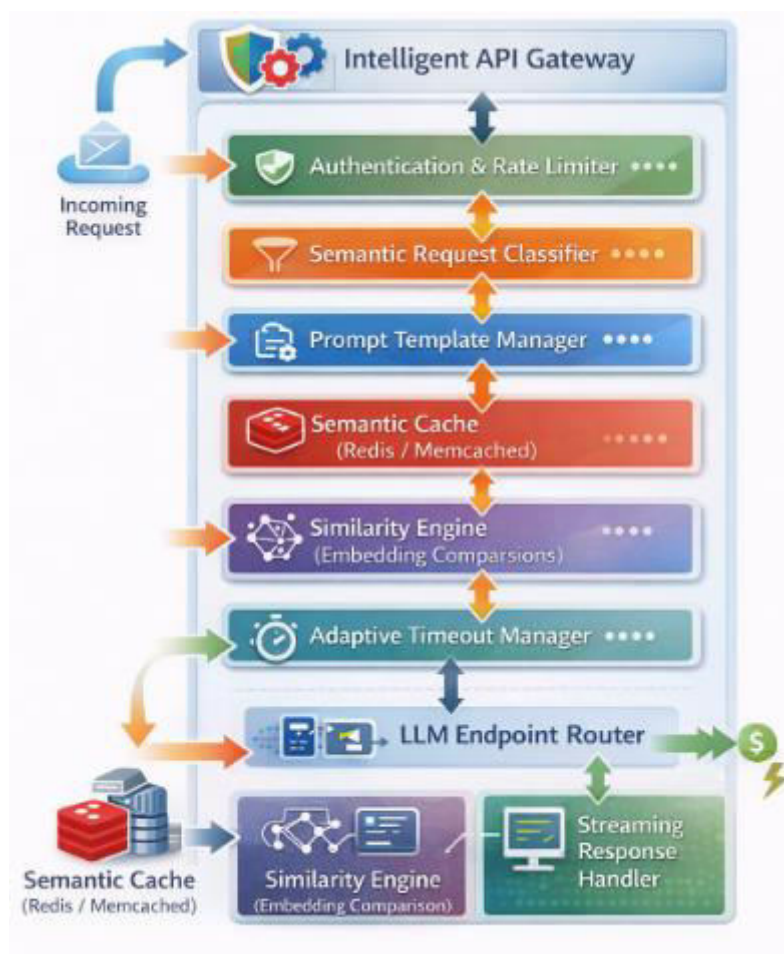 Intelligent API Gateway
Incoming
Request
Authentication & Rate Limiter
Semantic Request Classifier
Prompt Template Manager
Semantic Cache
(Redis / Memcached)
Similarity Engine
(Embedding Comparsions)
Adaptive Timeout Manager
LLM Endpoint Router
$
Semantic Cache
(Redis / Memcached)
Similarity Engine
(Embedding Comparison)
Streaming
Response
Handler